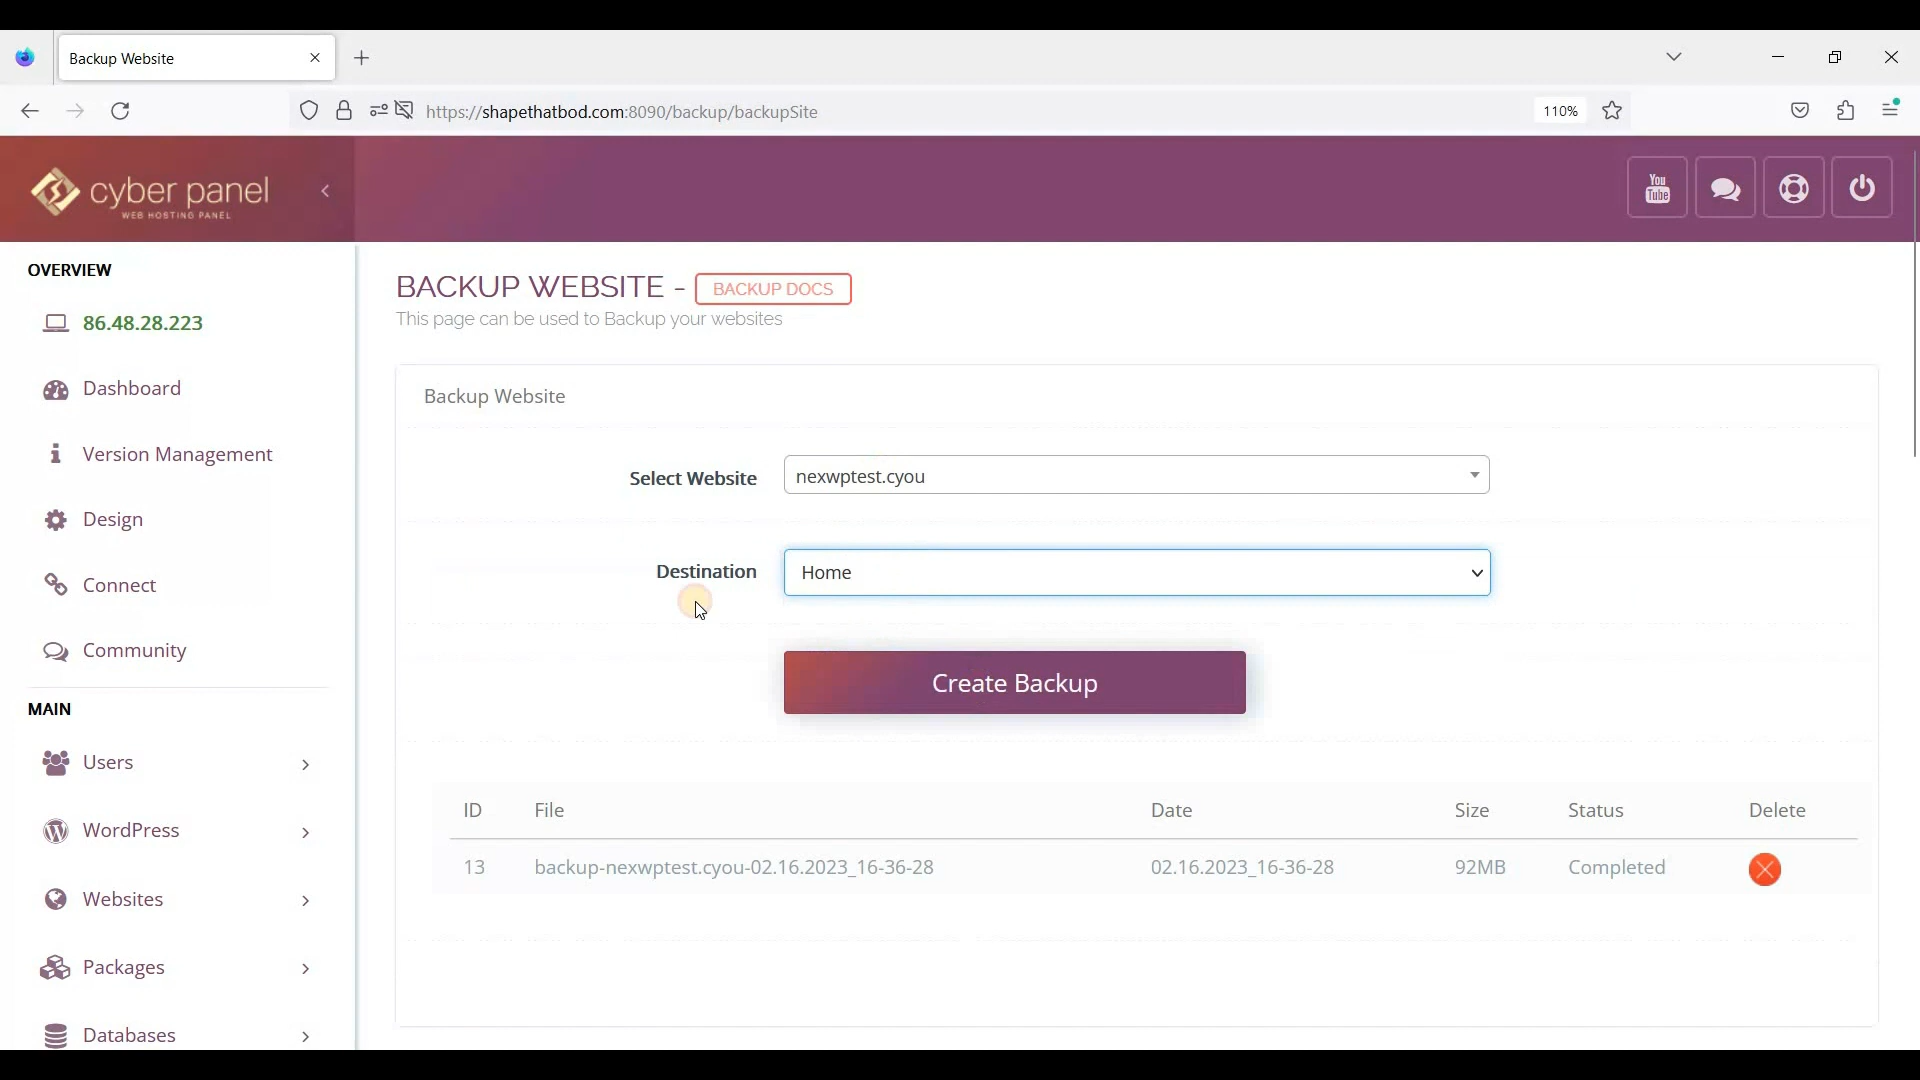 Backup Website
https://shapethatbod.com:8090/backup/backupSite
110%
cyber panel
WEB HOSTING PANEL
You
Tube
OVERVIEW
86.48.28.223
Dashboard
Version Management
Design
Connect
Community
MAIN
Users
WordPress
Websites
Packages
Databases
BACKUP WEBSITE - BACKUP DOCS
This page can be used to Backup your websites
Backup Website
Select Website nexwptest.cyou
Destination Home
Create Backup
ID File Date Size Status Delete
13 backup-nexwptest.cyou-02.16.2023_16-36-28 02.16.2023_16-36-28 92MB Completed